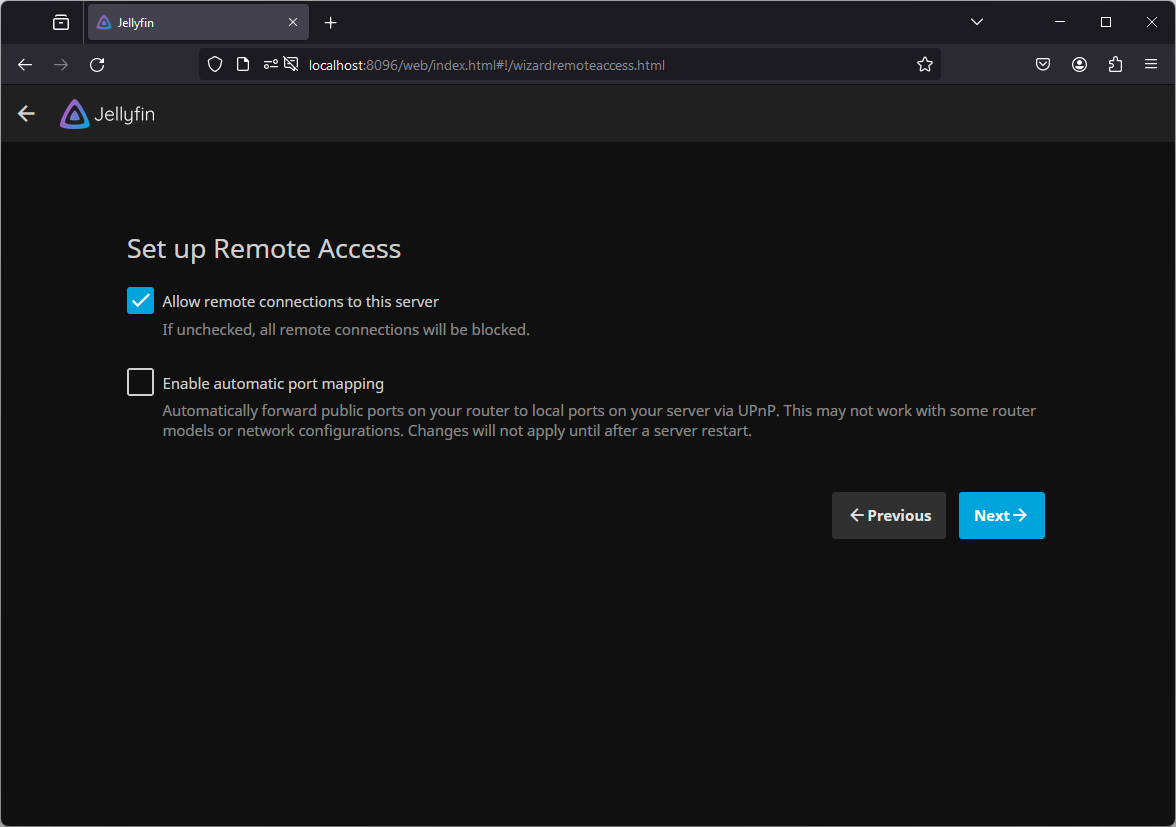 Jellyfin
localhost:8096/web/index.html#!/wizardremoteaccess.html
Jellyfin
Set up Remote Access
Allow remote connections to this server
If unchecked, all remote connections will be blocked.
Enable automatic port mapping
Automatically forward public ports on your router to local ports on your server via UPnP. This may not work with some router
models or network configurations. Changes will not apply until after a server restart.
Previous Next